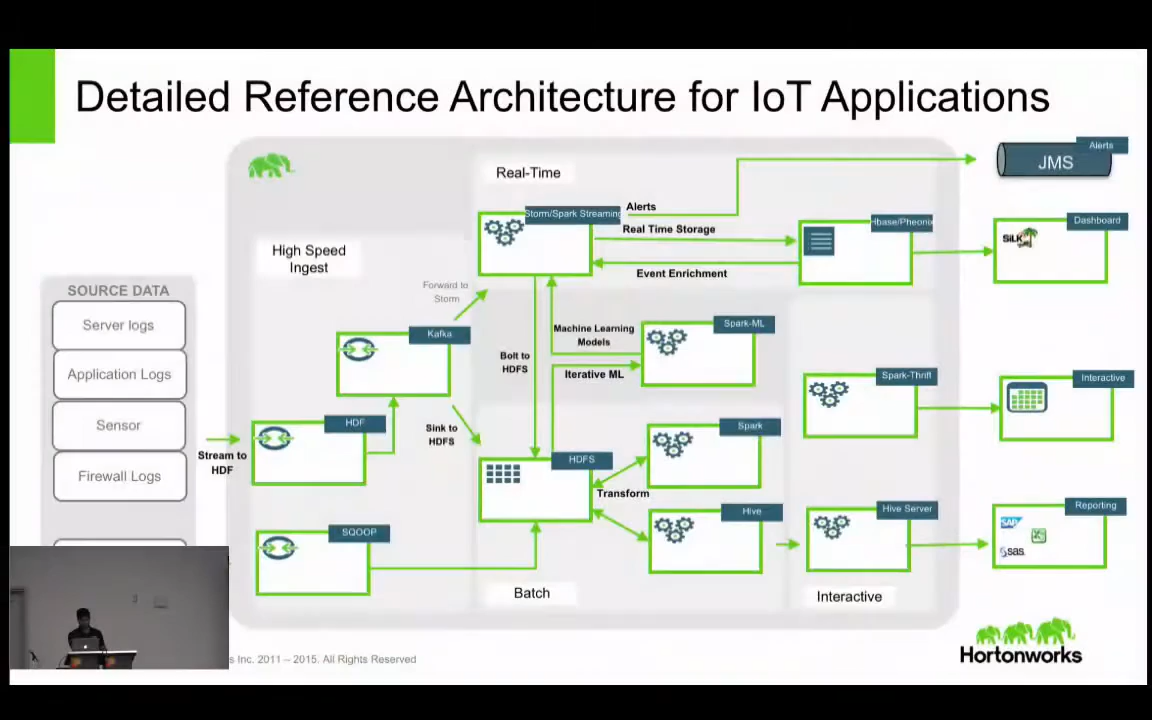 Detailed Reference Architecture for IoT Applications
Alerts
JMS
Real-Time
Storm/Spark Streaming
Alerts
Real Time Storage
Event Enrichment
Hbase/Pheonix
Dashboard
SiLK
High Speed
Ingest
SOURCE DATA
Server logs
Application Logs
Sensor
Firewall Logs
Forward to
Storm
Kafka
Bolt to
HDFS
Machine Learning
Models
Spark-ML
Iterative ML
Spark-Thrift
Interactive
HDF
Stream to
HDF
Sink to
HDFS
HDFS
Spark
Transform
Hive
Hive Server
Reporting
SAP
sas
SQOOP
Batch
Interactive
s Inc. 2011 – 2015. All Rights Reserved
Hortonworks